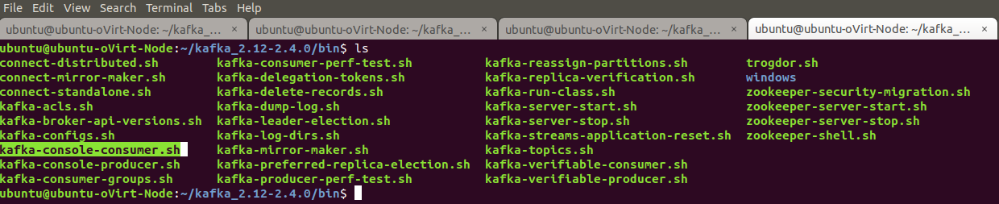 File Edit View Search Terminal Tabs Help
ubuntu@ubuntu-oVirt-Node: ~/kafka_... × ubuntu@ubuntu-oVirt-Node: ~/kafka_... × ubuntu@ubuntu-oVirt-Node: ~/kafka_... × ubuntu@ubuntu-oVirt-Node: ~/kafka_... ×
ubuntu@ubuntu-oVirt-Node:~/kafka_2.12-2.4.0/bin$ ls
connect-distributed.sh kafka-consumer-perf-test.sh kafka-reassign-partitions.sh trogdor.sh
connect-mirror-maker.sh kafka-delegation-tokens.sh kafka-replica-verification.sh windows
connect-standalone.sh kafka-delete-records.sh kafka-run-class.sh zookeeper-security-migration.sh
kafka-acls.sh kafka-dump-log.sh kafka-server-start.sh zookeeper-server-start.sh
kafka-broker-api-versions.sh kafka-leader-election.sh kafka-server-stop.sh zookeeper-server-stop.sh
kafka-configs.sh kafka-log-dirs.sh kafka-streams-application-reset.sh zookeeper-shell.sh
kafka-console-consumer.sh kafka-mirror-maker.sh kafka-topics.sh
kafka-console-producer.sh kafka-preferred-replica-election.sh kafka-verifiable-consumer.sh
kafka-consumer-groups.sh kafka-producer-perf-test.sh kafka-verifiable-producer.sh
ubuntu@ubuntu-oVirt-Node:~/kafka_2.12-2.4.0/bin$